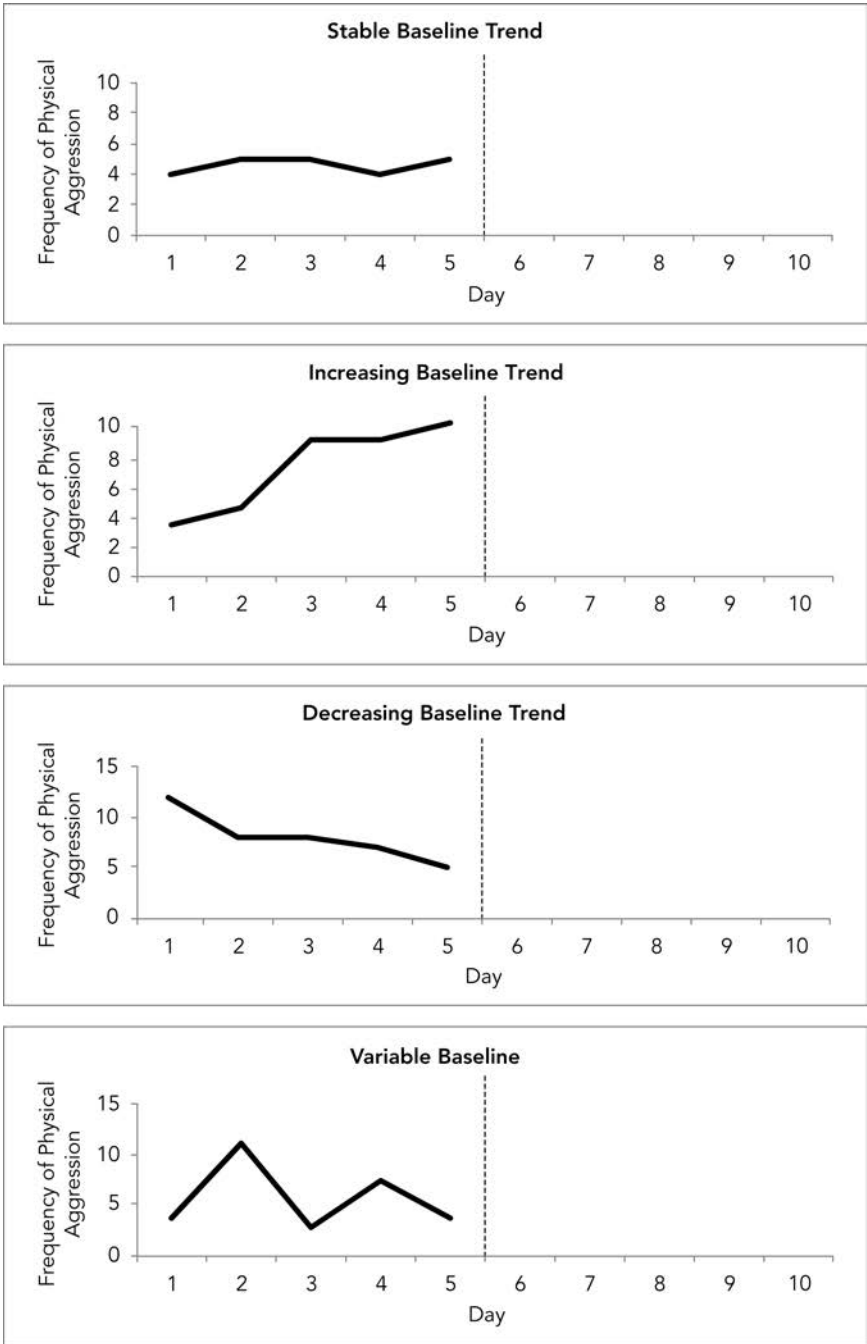 Stable Baseline Trend
Frequency of Physical
Aggression
10
8
6
4
2
0
1 2 3 4 5 6 7 8 9 10
Day
Increasing Baseline Trend
Frequency of Physical
Aggression
10
8
6
4
2
0
1 2 3 4 5 6 7 8 9 10
Day
Decreasing Baseline Trend
Frequency of Physical
Aggression
15
10
5
0
1 2 3 4 5 6 7 8 9 10
Day
Variable Baseline
Frequency of Physical
Aggression
15
10
5
0
1 2 3 4 5 6 7 8 9 10
Day